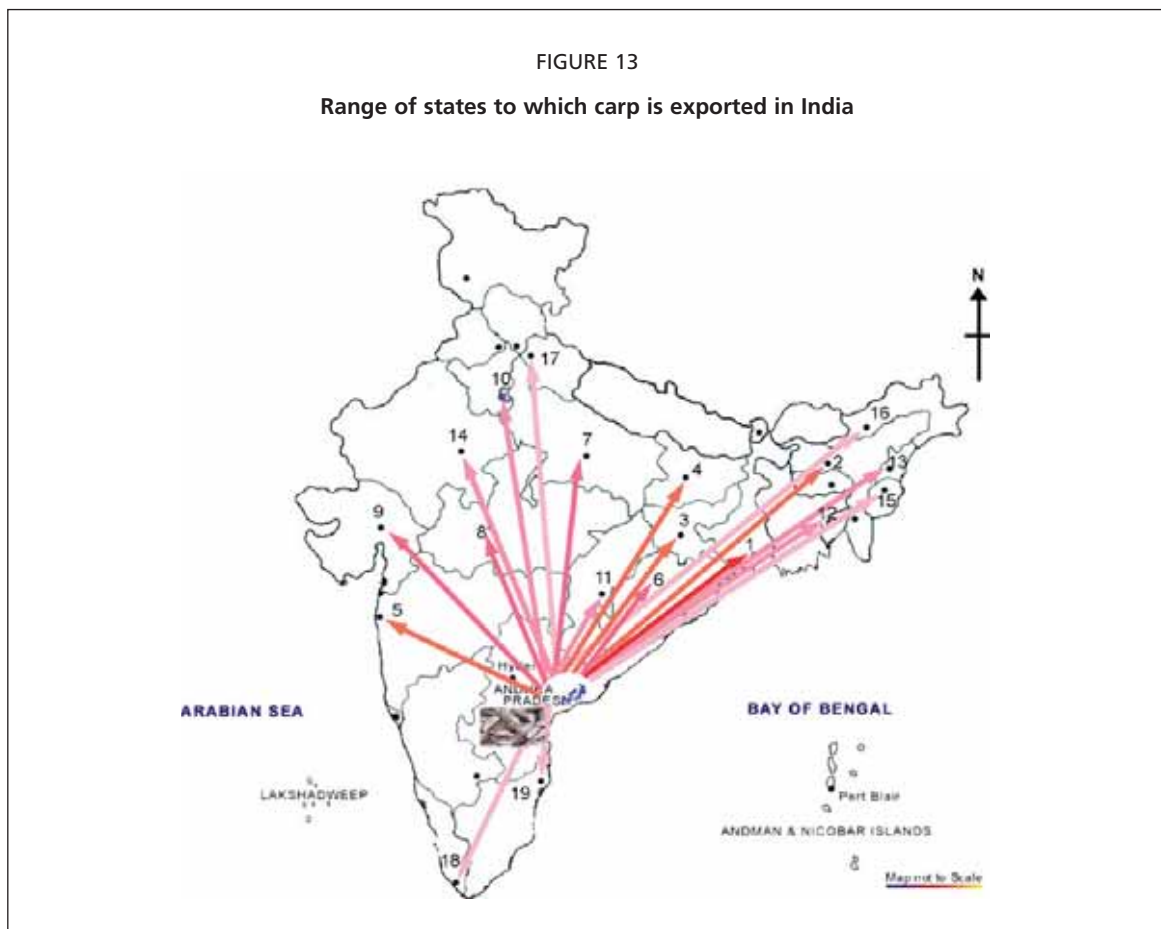 FIGURE 13
Range of states to which carp is exported in India
N
17
10
16
14
7
2
13
4
15
9
12
3
8
1
6
11
5
ANDHRA
PRADES
ARABIAN SEA
BAY OF BENGAL
19
LAKSHADWEEP
Port Blair
ANDMAN & NICOBAR ISLANDS
18
Map not to Scale